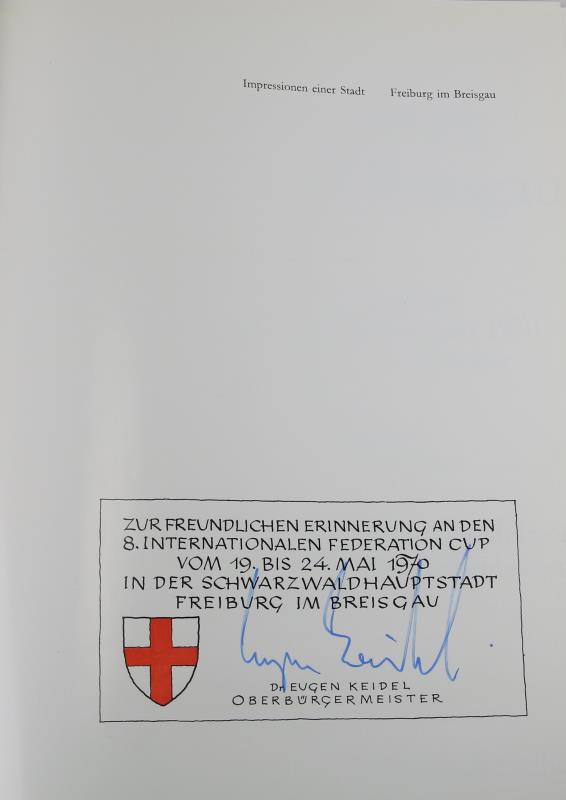 Impressionen einer Stadt Freiburg im Breisgau
ZUR FREUNDLICHEN ERINNERUNG AN DEN
8. INTERNATIONALEN FEDERATION CUP
VOM 19. BIS 24. MAI 1970
IN DER SCHWARZWALDHAUPTSTADT
FREIBURG IM BREISGAU
Eugen Keidel
Dr. EUGEN KEIDEL
OBERBÜRGERMEISTER